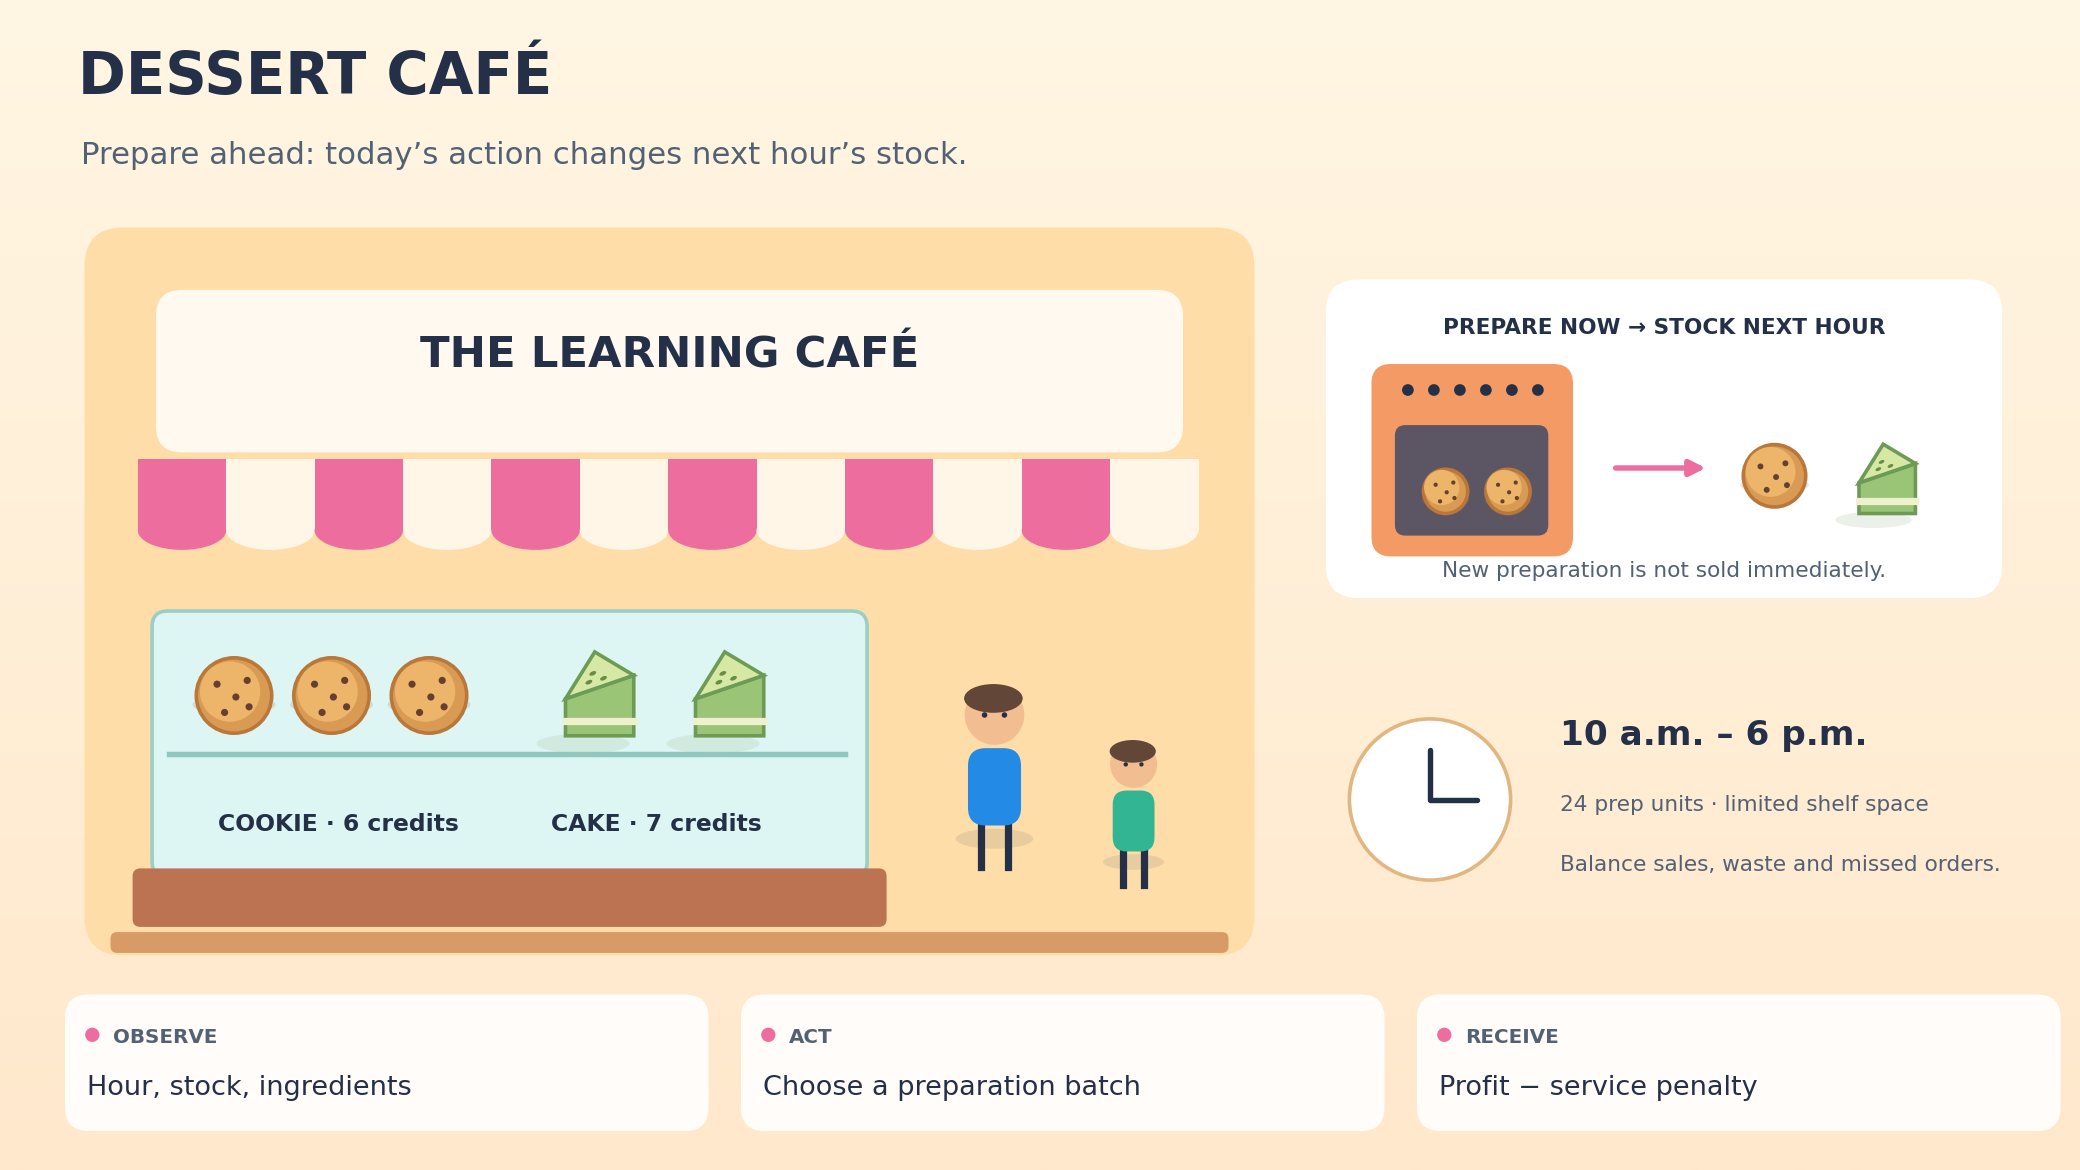 DESSERT CAFÉ
Prepare ahead: today’s action changes next hour’s stock.
THE LEARNING CAFÉ
COOKIE · 6 credits
CAKE · 7 credits
PREPARE NOW → STOCK NEXT HOUR
New preparation is not sold immediately.
10 a.m. – 6 p.m.
24 prep units · limited shelf space
Balance sales, waste and missed orders.
OBSERVE
Hour, stock, ingredients
ACT
Choose a preparation batch
RECEIVE
Profit − service penalty